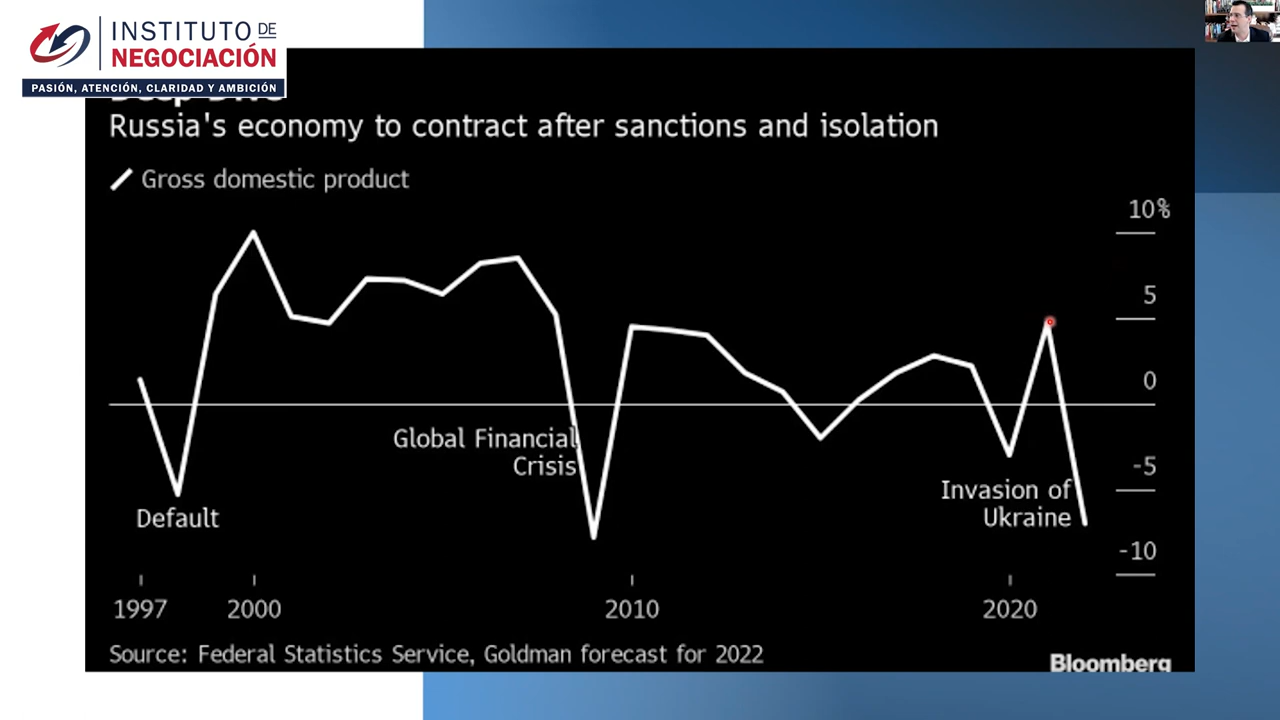 INSTITUTO DE
NEGOCIACIÓN
PASIÓN, ATENCIÓN, CLARIDAD Y AMBICIÓN
Russia's economy to contract after sanctions and isolation
Gross domestic product
10%
5
0
-5
-10
Default
Global Financial
Crisis
Invasion of
Ukraine
1997
2000
2010
2020
Source: Federal Statistics Service, Goldman forecast for 2022
Bloomberg